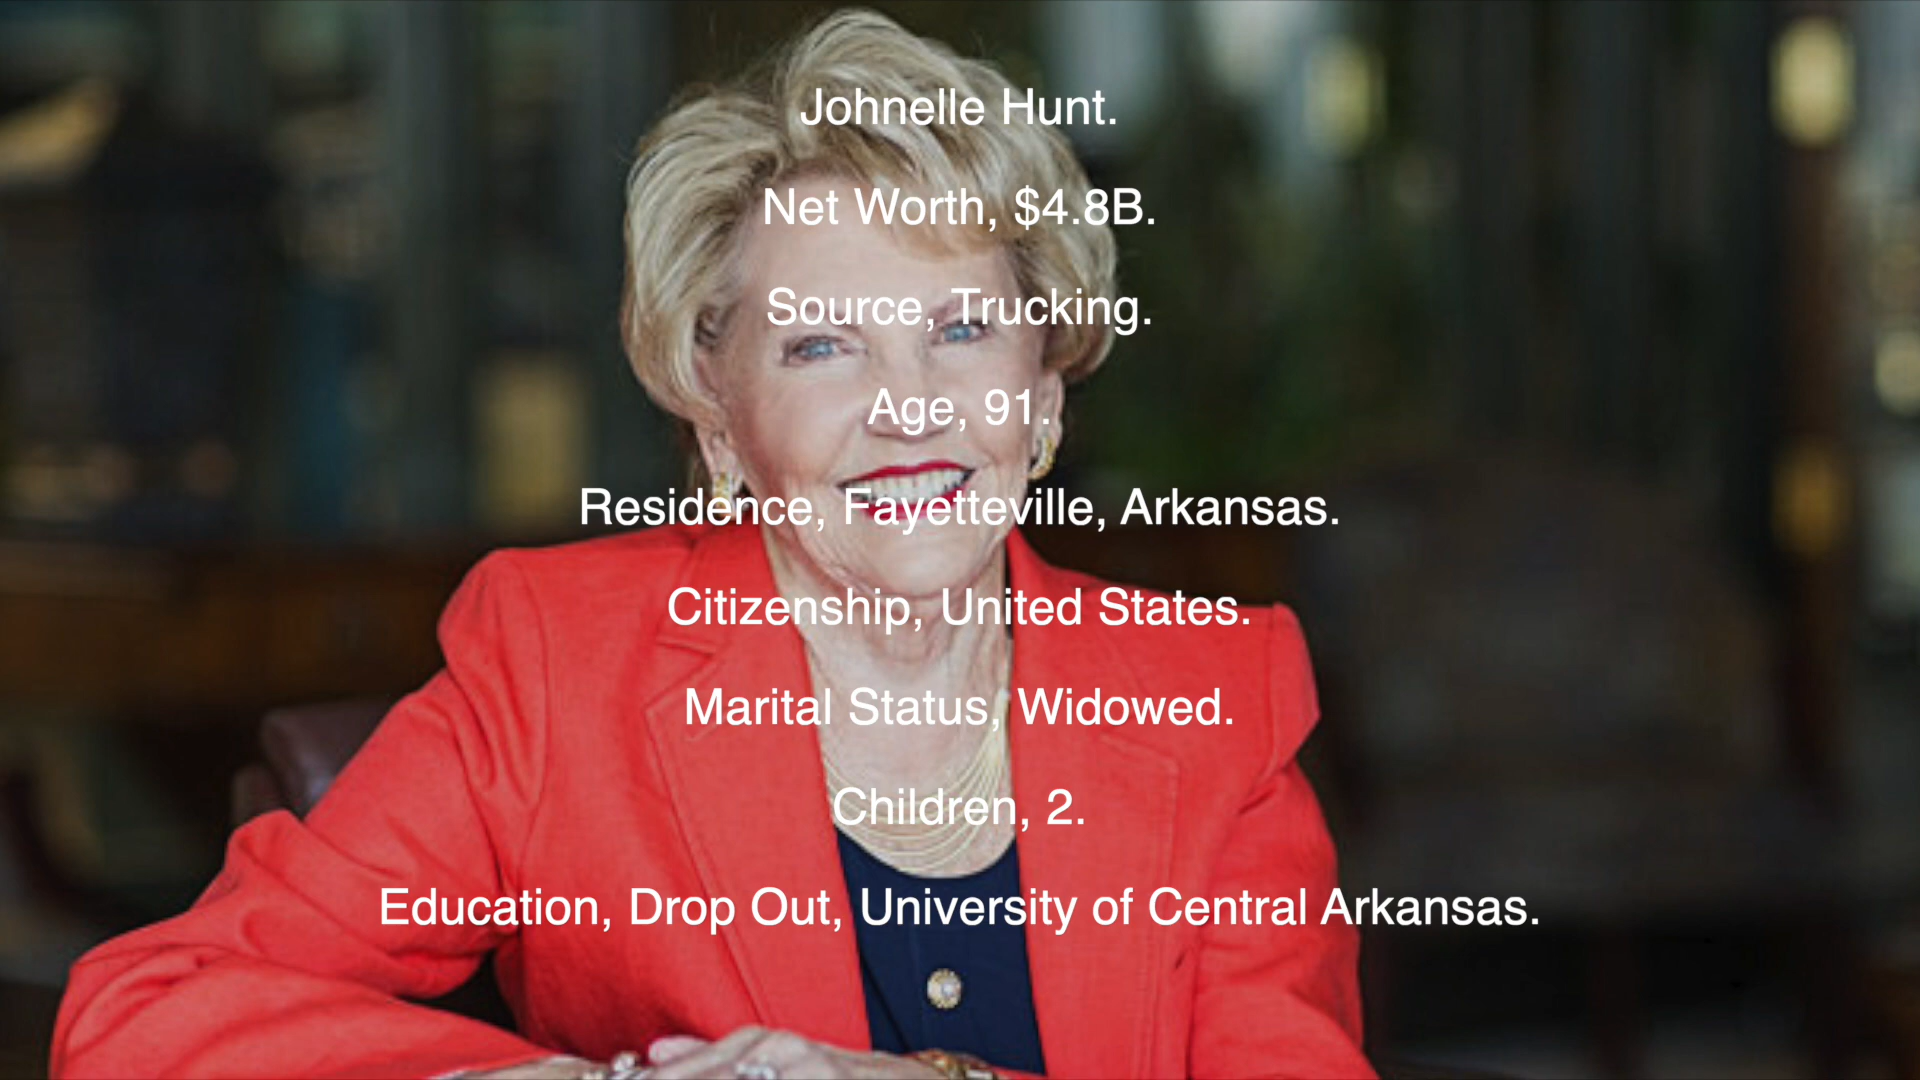 Johnelle Hunt.
Net Worth, $4.8B.
Source, Trucking.
Age, 91.
Residence, Fayetteville, Arkansas.
Citizenship, United States.
Marital Status, Widowed.
Children, 2.
Education, Drop Out, University of Central Arkansas.